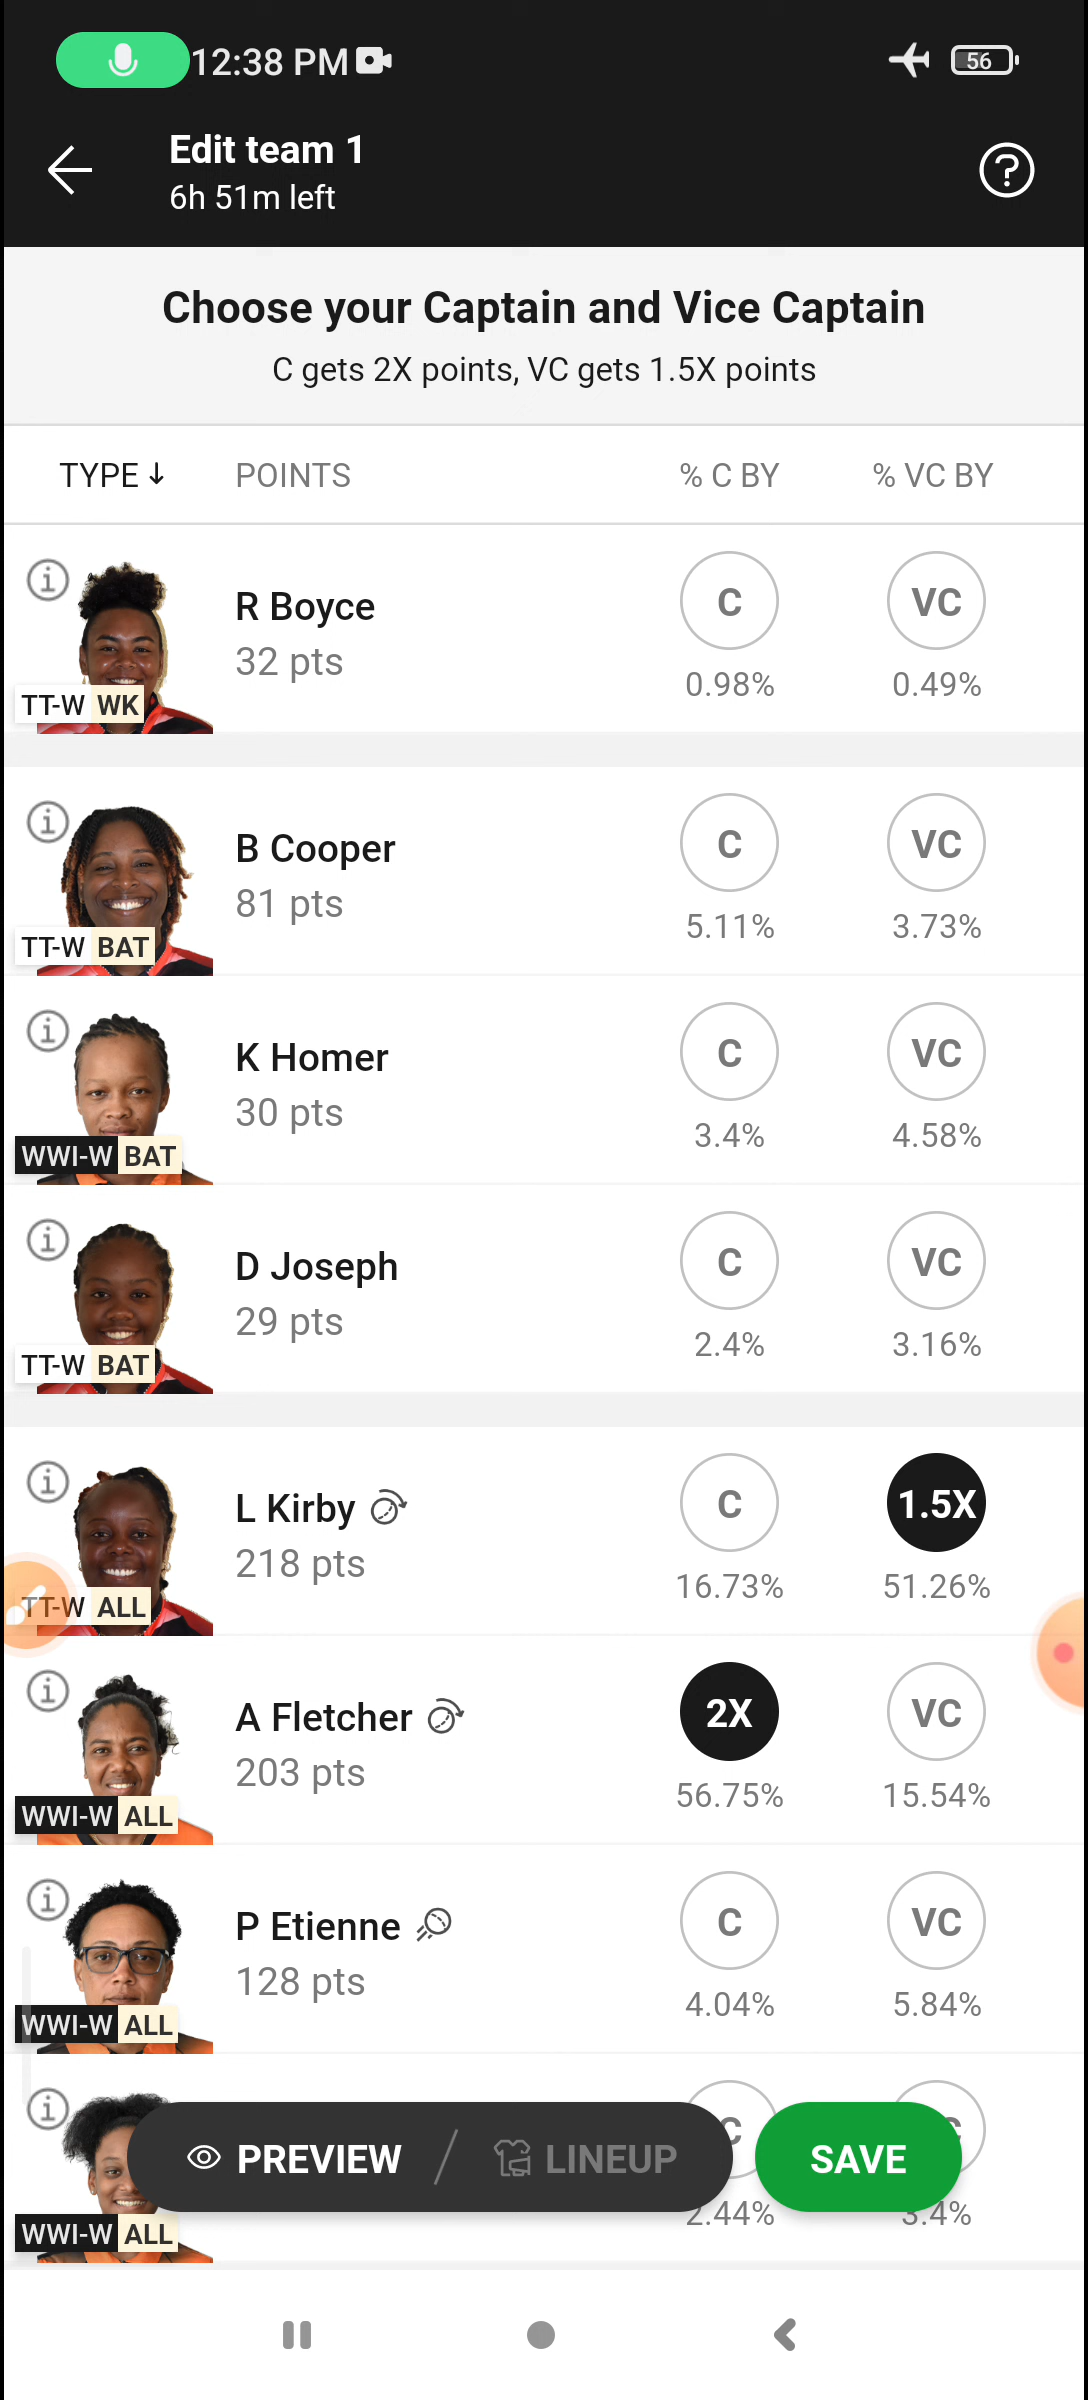 12:38 PM
56
Edit team 1
6h 51m left
Choose your Captain and Vice Captain
C gets 2X points, VC gets 1.5X points
TYPE ↓ POINTS % C BY % VC BY
R Boyce
32 pts
TT-W WK
C
VC
0.98%
0.49%
B Cooper
81 pts
TT-W BAT
C
VC
5.11%
3.73%
K Homer
30 pts
WWI-W BAT
C
VC
3.4%
4.58%
D Joseph
29 pts
TT-W BAT
C
VC
2.4%
3.16%
L Kirby
218 pts
TT-W ALL
C
1.5X
16.73%
51.26%
A Fletcher
203 pts
WWI-W ALL
2X
VC
56.75%
15.54%
P Etienne
128 pts
WWI-W ALL
C
VC
4.04%
5.84%
WWI-W ALL
C
C
2.44%
3.4%
PREVIEW / LINEUP
SAVE